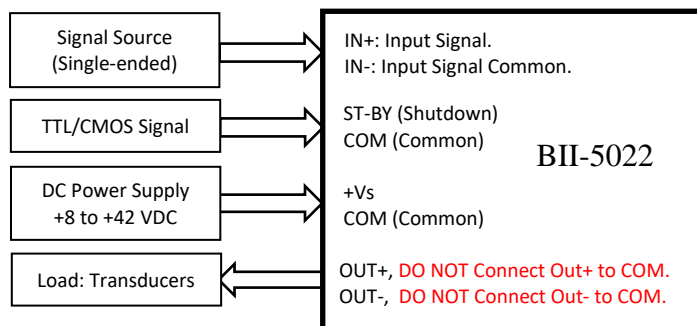 Signal Source
(Single-ended)
IN+: Input Signal.
IN-: Input Signal Common.
TTL/CMOS Signal
ST-BY (Shutdown)
COM (Common)
BII-5022
DC Power Supply
+8 to +42 VDC
+Vs
COM (Common)
Load: Transducers
OUT+, DO NOT Connect Out+ to COM.
OUT-, DO NOT Connect Out- to COM.